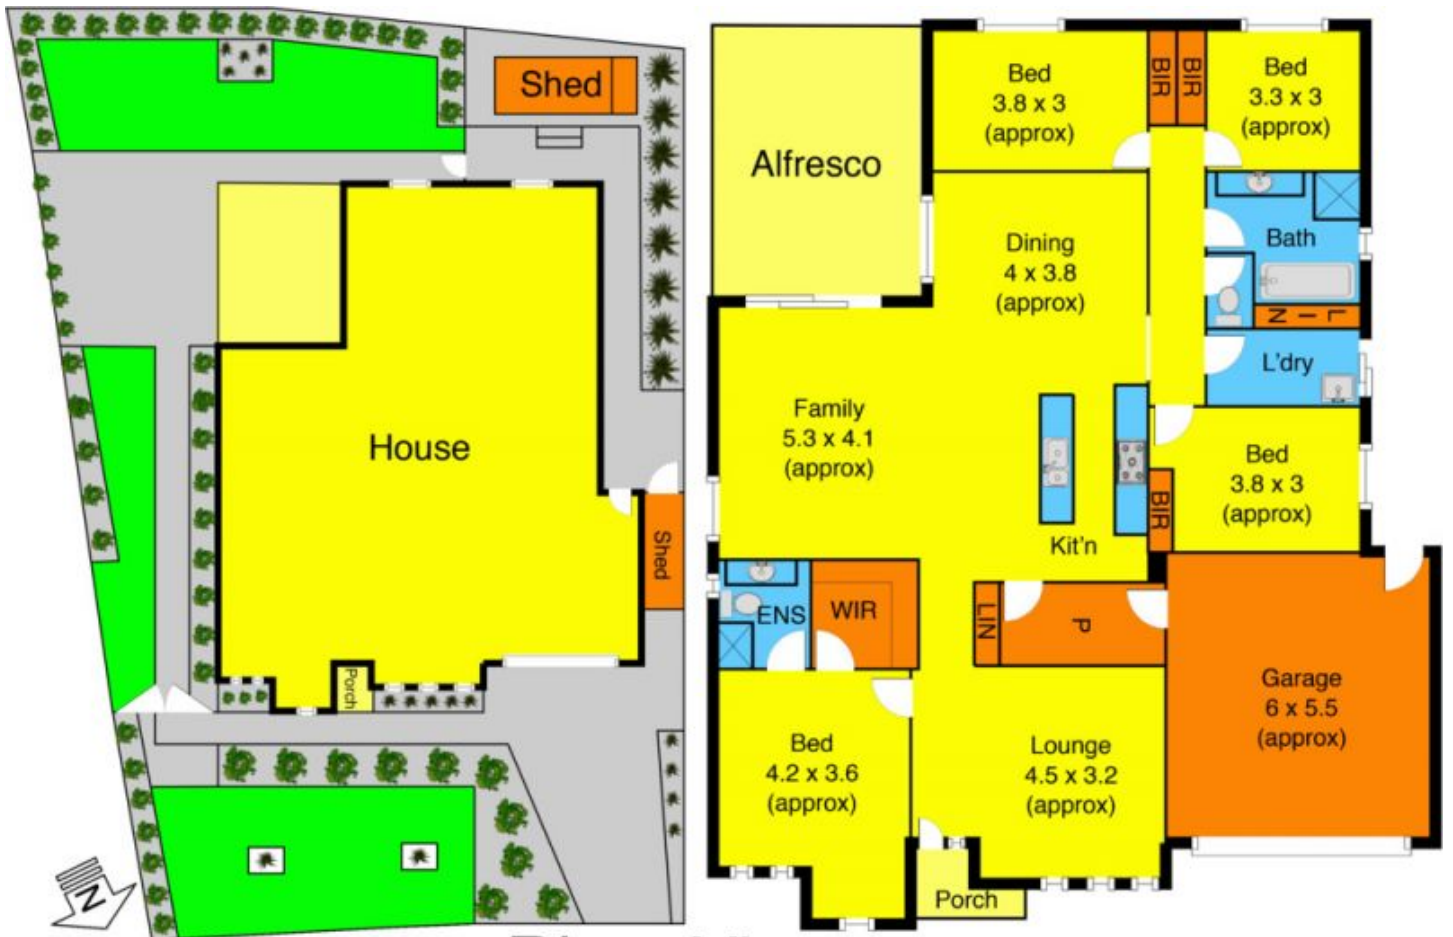 Shed
House
Shed
Porch
N
Bed
3.8 x 3
(approx)
BIR
BIR
Bed
3.3 x 3
(approx)
Alfresco
Dining
4 x 3.8
(approx)
Bath
L I N
L'dry
Family
5.3 x 4.1
(approx)
Kit'n
Bed
3.8 x 3
(approx)
BIR
ENS
WIR
LIN
P
Garage
6 x 5.5
(approx)
Bed
4.2 x 3.6
(approx)
Lounge
4.5 x 3.2
(approx)
Porch